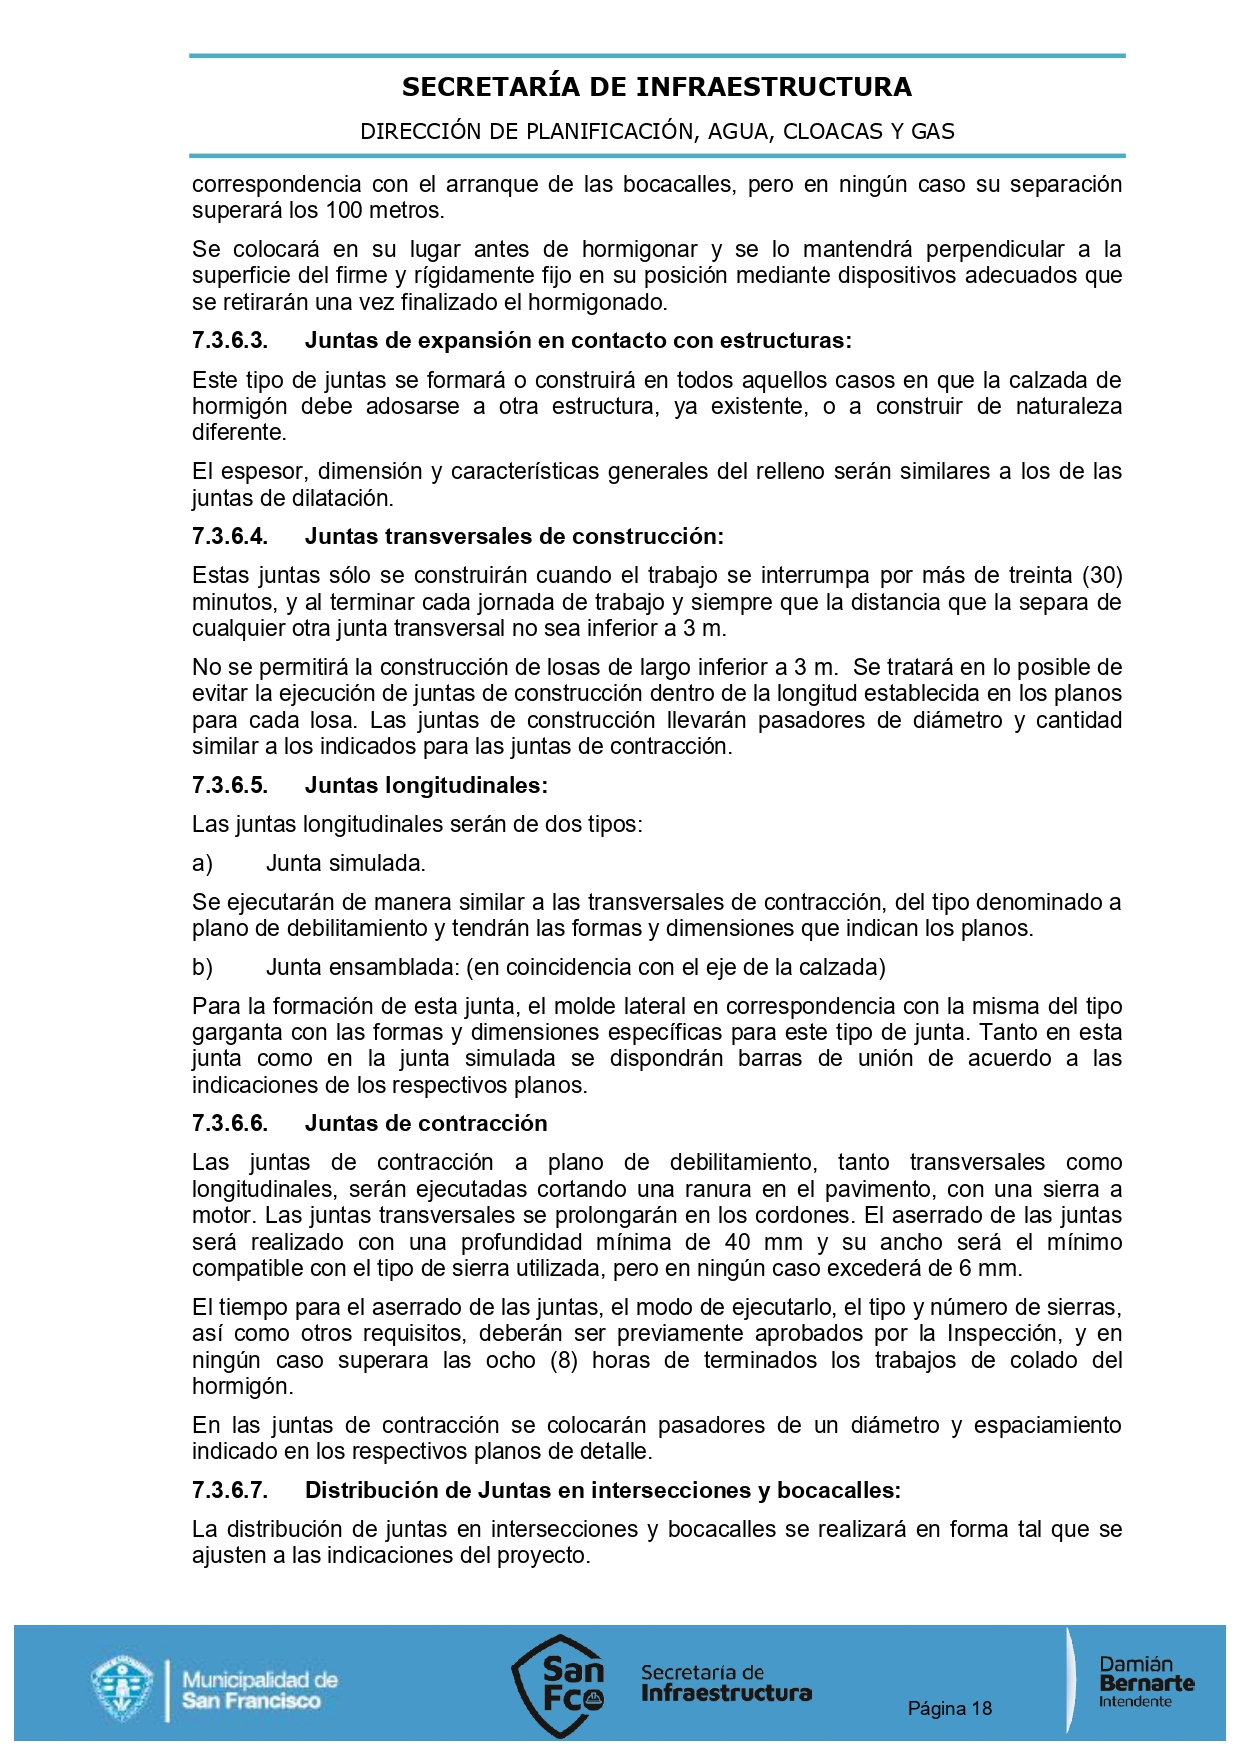 SECRETARÍA DE INFRAESTRUCTURA
DIRECCIÓN DE PLANIFICACIÓN, AGUA, CLOACAS Y GAS
correspondencia con el arranque de las bocacalles, pero en ningún caso su separación
superará los 100 metros.
Se colocará en su lugar antes de hormigonar y se lo mantendrá perpendicular a la
superficie del firme y rígidamente fijo en su posición mediante dispositivos adecuados que
se retirarán una vez finalizado el hormigonado.
7.3.6.3. Juntas de expansión en contacto con estructuras:
Este tipo de juntas se formará o construirá en todos aquellos casos en que la calzada de
hormigón debe adosarse a otra estructura, ya existente, o a construir de naturaleza
diferente.
El espesor, dimensión y características generales del relleno serán similares a los de las
juntas de dilatación.
7.3.6.4. Juntas transversales de construcción:
Estas juntas sólo se construirán cuando el trabajo se interrumpa por más de treinta (30)
minutos, y al terminar cada jornada de trabajo y siempre que la distancia que la separa de
cualquier otra junta transversal no sea inferior a 3 m.
No se permitirá la construcción de losas de largo inferior a 3 m.  Se tratará en lo posible de
evitar la ejecución de juntas de construcción dentro de la longitud establecida en los planos
para cada losa. Las juntas de construcción llevarán pasadores de diámetro y cantidad
similar a los indicados para las juntas de contracción.
7.3.6.5. Juntas longitudinales:
Las juntas longitudinales serán de dos tipos:
a) Junta simulada.
Se ejecutarán de manera similar a las transversales de contracción, del tipo denominado a
plano de debilitamiento y tendrán las formas y dimensiones que indican los planos.
b) Junta ensamblada: (en coincidencia con el eje de la calzada)
Para la formación de esta junta, el molde lateral en correspondencia con la misma del tipo
garganta con las formas y dimensiones específicas para este tipo de junta. Tanto en esta
junta como en la junta simulada se dispondrán barras de unión de acuerdo a las
indicaciones de los respectivos planos.
7.3.6.6. Juntas de contracción
Las juntas de contracción a plano de debilitamiento, tanto transversales como
longitudinales, serán ejecutadas cortando una ranura en el pavimento, con una sierra a
motor. Las juntas transversales se prolongarán en los cordones. El aserrado de las juntas
será realizado con una profundidad mínima de 40 mm y su ancho será el mínimo
compatible con el tipo de sierra utilizada, pero en ningún caso excederá de 6 mm.
El tiempo para el aserrado de las juntas, el modo de ejecutarlo, el tipo y número de sierras,
así como otros requisitos, deberán ser previamente aprobados por la Inspección, y en
ningún caso superara las ocho (8) horas de terminados los trabajos de colado del
hormigón.
En las juntas de contracción se colocarán pasadores de un diámetro y espaciamiento
indicado en los respectivos planos de detalle.
7.3.6.7. Distribución de Juntas en intersecciones y bocacalles:
La distribución de juntas en intersecciones y bocacalles se realizará en forma tal que se
ajusten a las indicaciones del proyecto.
Municipalidad de
San Francisco
San
Fco
Secretaría de
Infraestructura
Página 18
Damián
Bernarte
Intendente